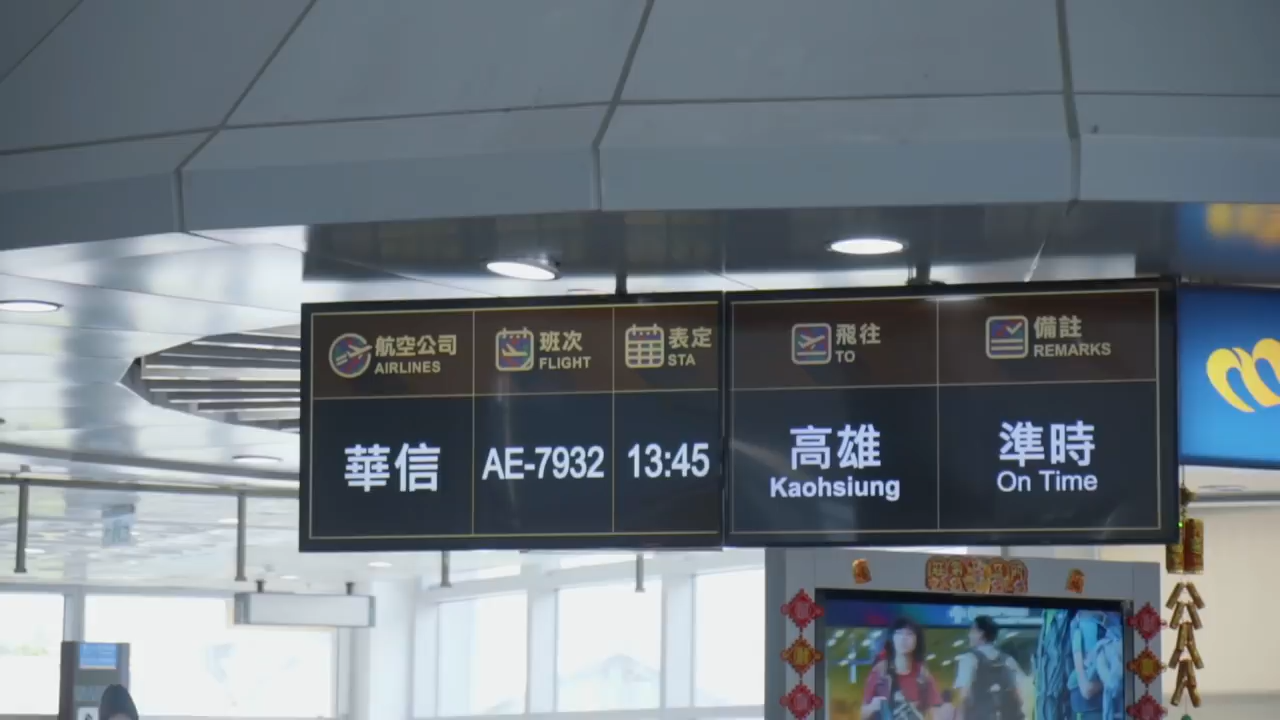 航空公司
AIRLINES
班次
FLIGHT
表定
STA
飛往
TO
備註
REMARKS
華信
AE-7932
13:45
高雄
Kaohsiung
準時
On Time